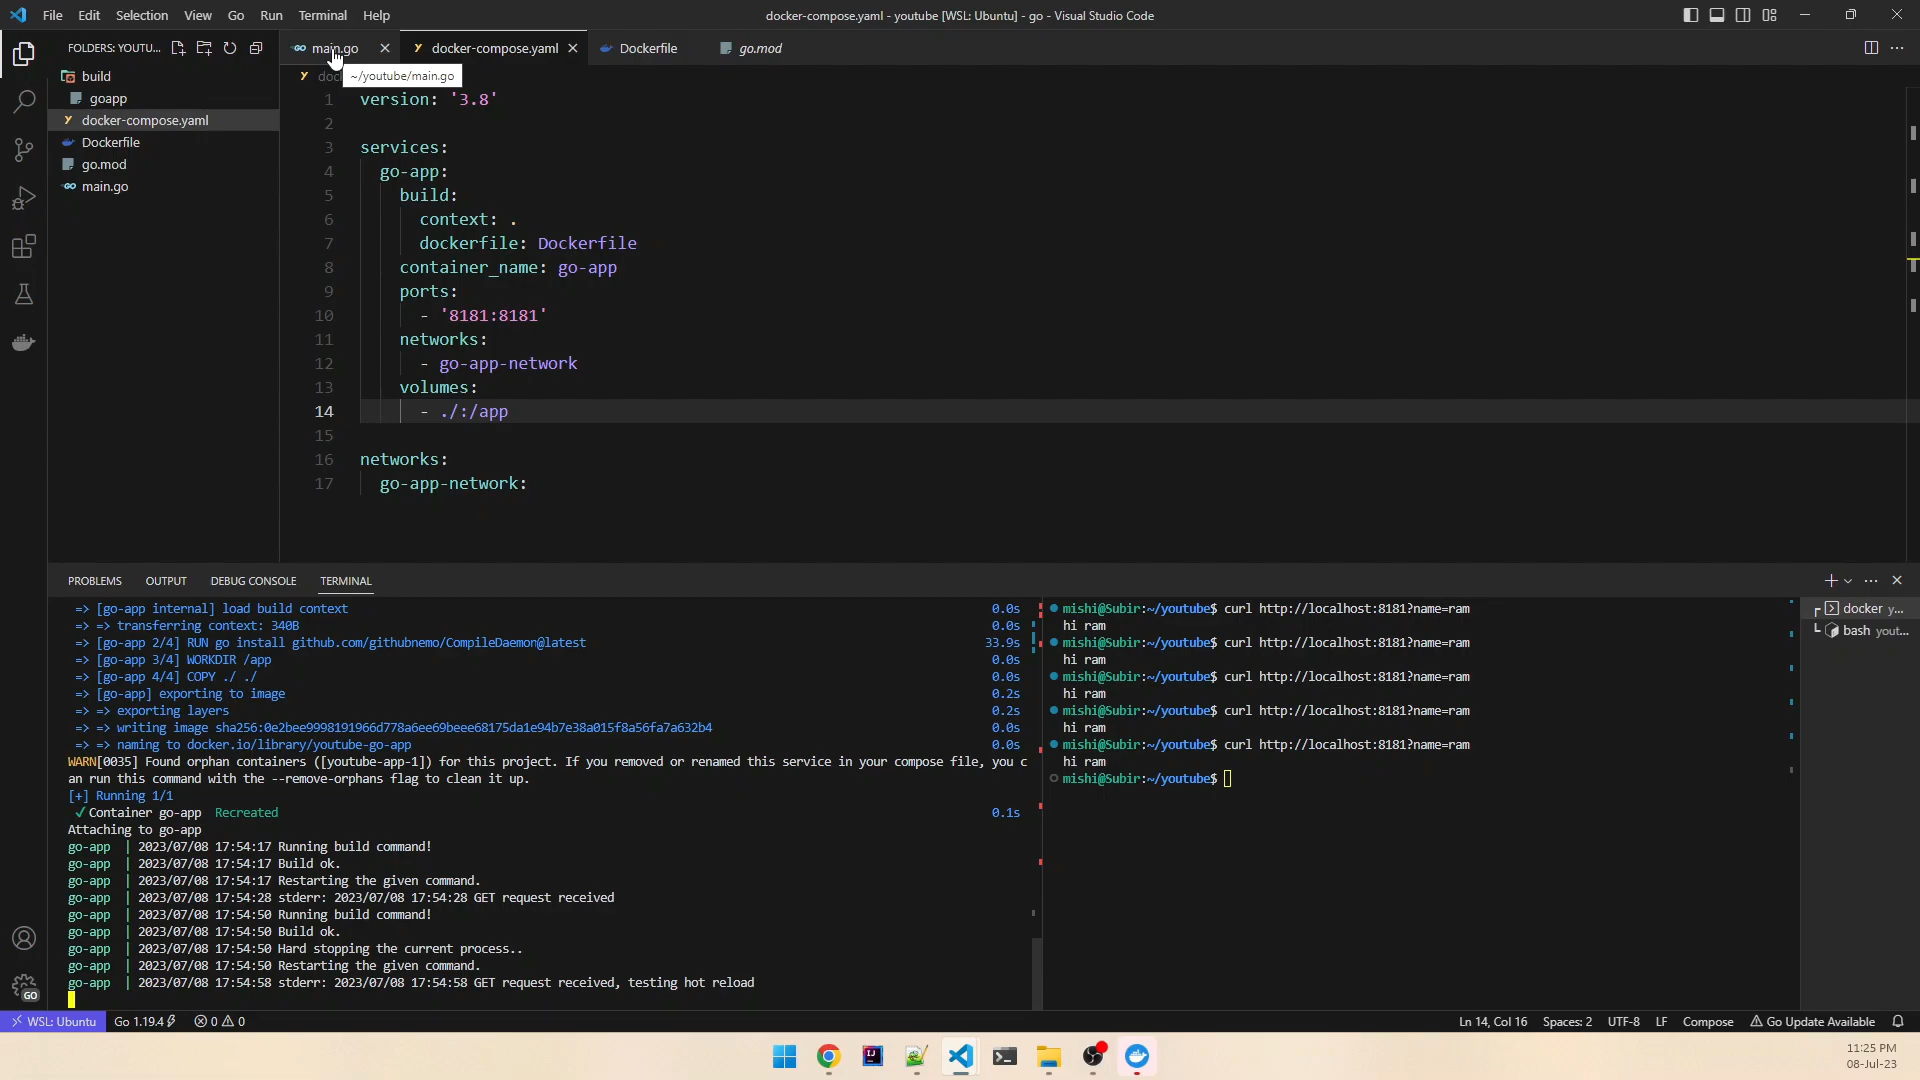 File Edit Selection View Go Run Terminal Help
docker-compose.yaml - youtube [WSL: Ubuntu] - go - Visual Studio Code
FOLDERS: YOUTU...
main.go
docker-compose.yaml
Dockerfile
go.mod
build
goapp
docker-compose.yaml
Dockerfile
go.mod
main.go
~/youtube/main.go
1 version: '3.8'
2
3 services:
4 go-app:
5 build:
6 context: .
7 dockerfile: Dockerfile
8 container_name: go-app
9 ports:
10 - '8181:8181'
11 networks:
12 - go-app-network
13 volumes:
14 - ./:/app
15
16 networks:
17 go-app-network:
PROBLEMS OUTPUT DEBUG CONSOLE TERMINAL
=> [go-app internal] load build context 0.0s
=> => transferring context: 340B 0.0s
=> [go-app 2/4] RUN go install github.com/githubnemo/CompileDaemon@latest 33.9s
=> [go-app 3/4] WORKDIR /app 0.0s
=> [go-app 4/4] COPY ./ ./ 0.0s
=> [go-app] exporting to image 0.2s
=> => exporting layers 0.2s
=> => writing image sha256:0e2bee9998191966d778a6ee69beee68175da1e94b7e38a015f8a56fa7a632b4 0.0s
=> => naming to docker.io/library/youtube-go-app 0.0s
WARN[0035] Found orphan containers ([youtube-app-1]) for this project. If you removed or renamed this service in your compose file, you c
an run this command with the --remove-orphans flag to clean it up.
[+] Running 1/1
✓Container go-app Recreated 0.1s
Attaching to go-app
go-app | 2023/07/08 17:54:17 Running build command!
go-app | 2023/07/08 17:54:17 Build ok.
go-app | 2023/07/08 17:54:17 Restarting the given command.
go-app | 2023/07/08 17:54:28 stderr: 2023/07/08 17:54:28 GET request received
go-app | 2023/07/08 17:54:50 Running build command!
go-app | 2023/07/08 17:54:50 Build ok.
go-app | 2023/07/08 17:54:50 Hard stopping the current process..
go-app | 2023/07/08 17:54:50 Restarting the given command.
go-app | 2023/07/08 17:54:58 stderr: 2023/07/08 17:54:58 GET request received, testing hot reload
mishi@Subir:~/youtube$ curl http://localhost:8181?name=ram
hi ram
mishi@Subir:~/youtube$ curl http://localhost:8181?name=ram
hi ram
mishi@Subir:~/youtube$ curl http://localhost:8181?name=ram
hi ram
mishi@Subir:~/youtube$ curl http://localhost:8181?name=ram
hi ram
mishi@Subir:~/youtube$ curl http://localhost:8181?name=ram
hi ram
mishi@Subir:~/youtube$
docker y...
bash yout...
GO
WSL: Ubuntu Go 1.19.4 0 0
Ln 14, Col 16 Spaces: 2 UTF-8 LF Compose Go Update Available
11:25 PM
08-Jul-23